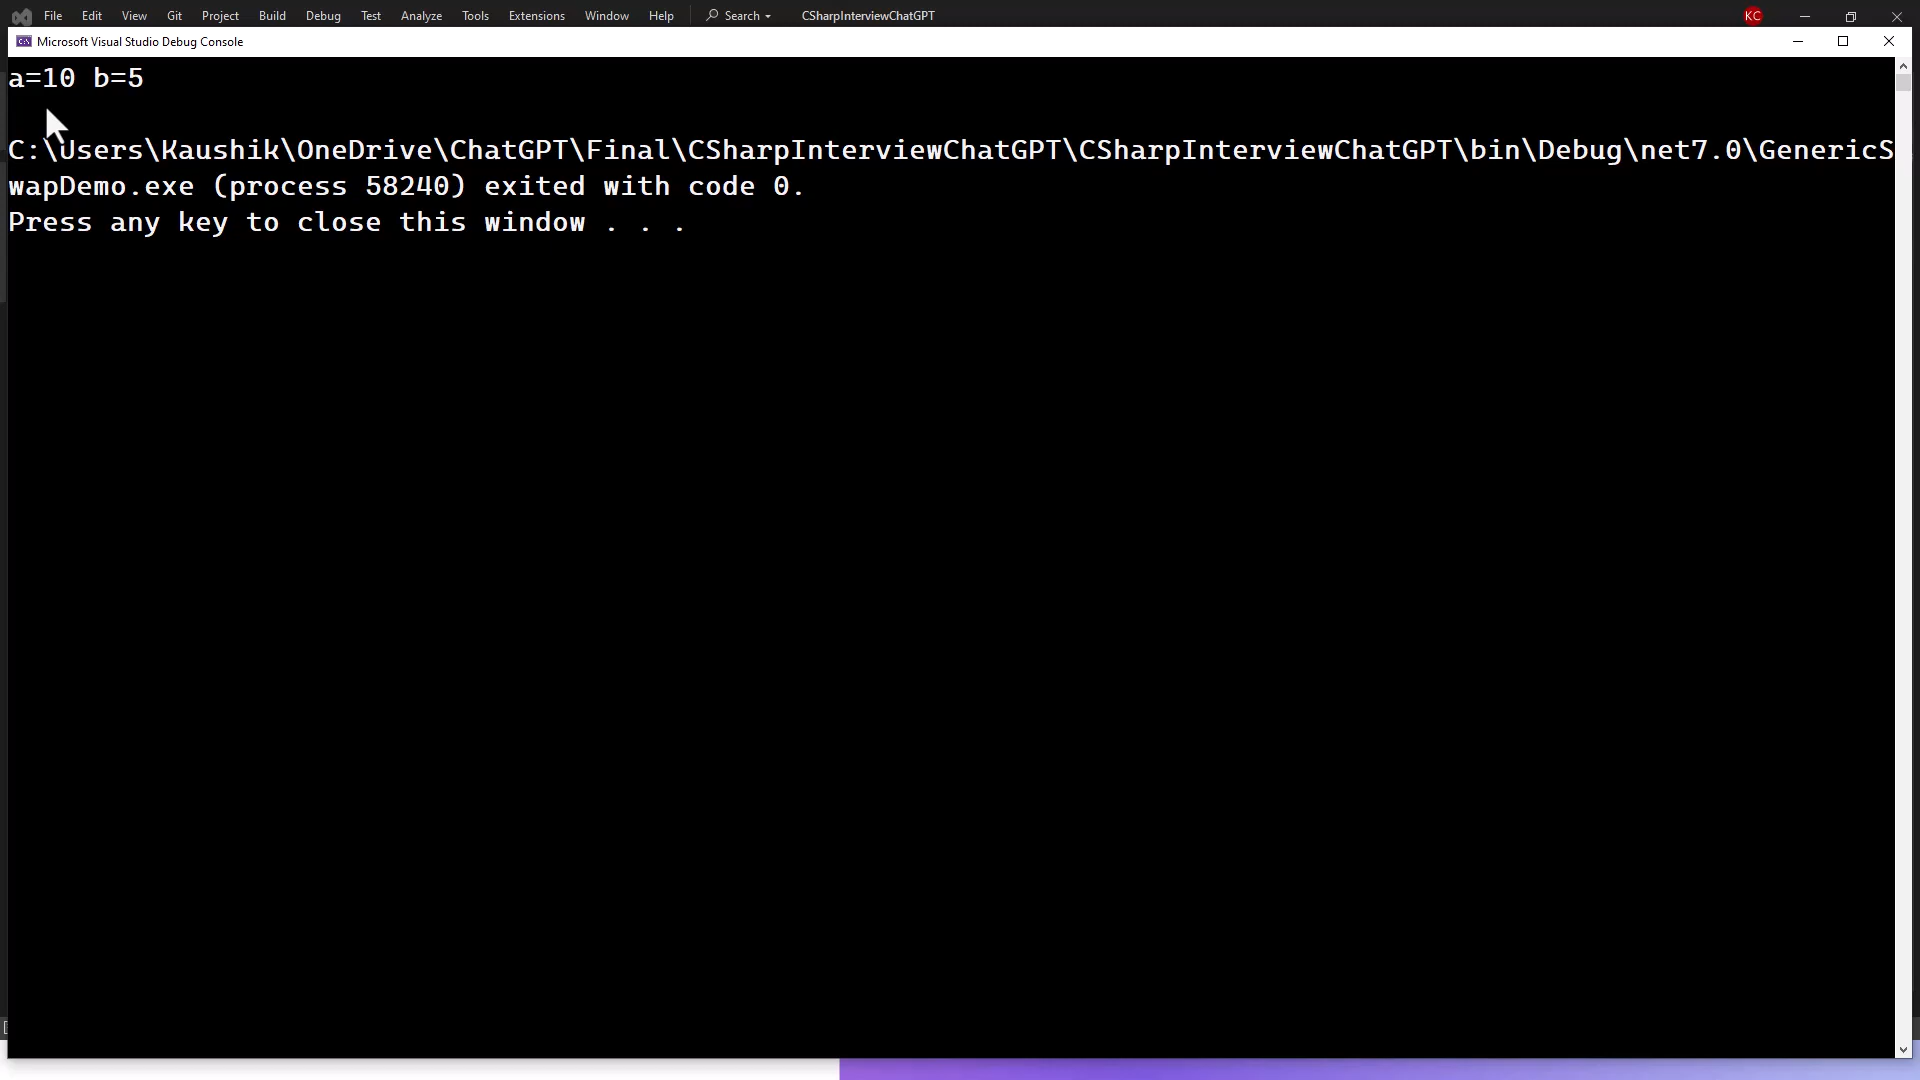 File Edit View Git Project Build Debug Test Analyze Tools Extensions Window Help Search CSharpInterviewChatGPT KC
Microsoft Visual Studio Debug Console
a=10 b=5
C:\Users\Kaushik\OneDrive\ChatGPT\Final\CSharpInterviewChatGPT\CSharpInterviewChatGPT\bin\Debug\net7.0\GenericS
wapDemo.exe (process 58240) exited with code 0.
Press any key to close this window . . .